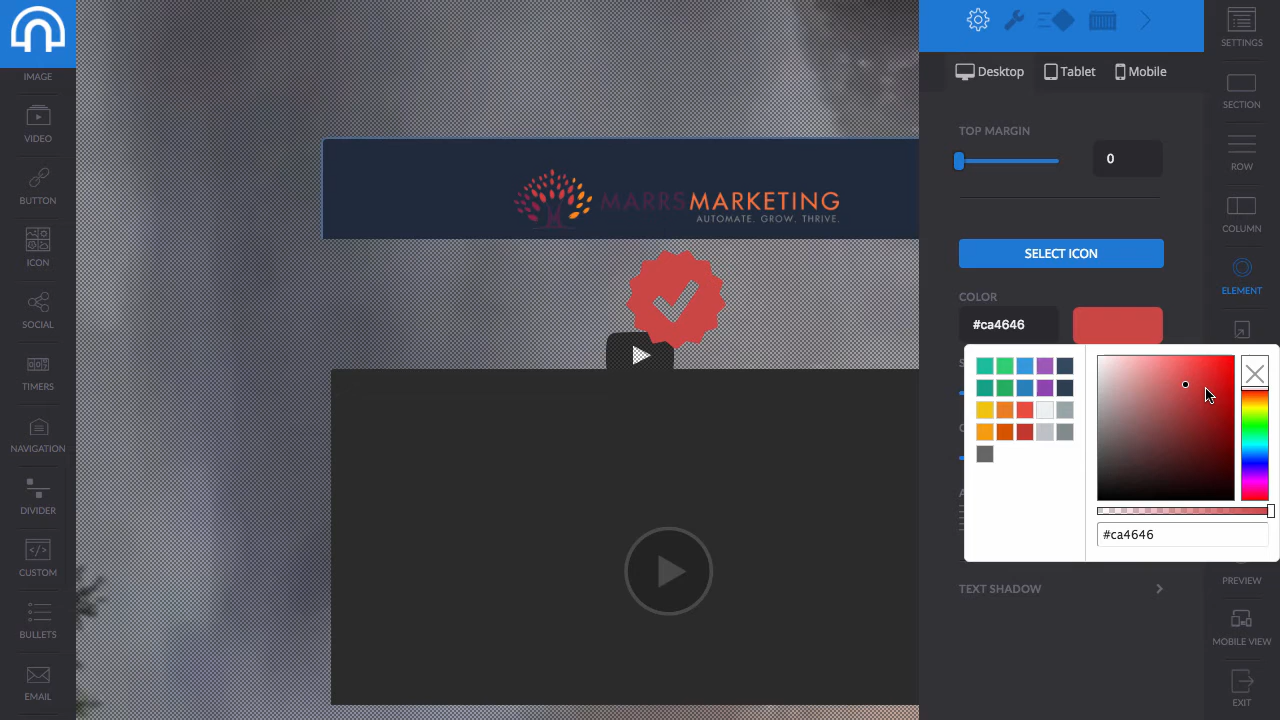 IMAGE
VIDEO
BUTTON
ICON
SOCIAL
TIMERS
NAVIGATION
DIVIDER
CUSTOM
BULLETS
EMAIL
MARRSMARKETING
AUTOMATE. GROW. THRIVE.
Desktop
Tablet
Mobile
TOP MARGIN
0
SELECT ICON
COLOR
#ca4646
#ca4646
TEXT SHADOW
SETTINGS
SECTION
ROW
COLUMN
ELEMENT
PREVIEW
MOBILE VIEW
EXIT